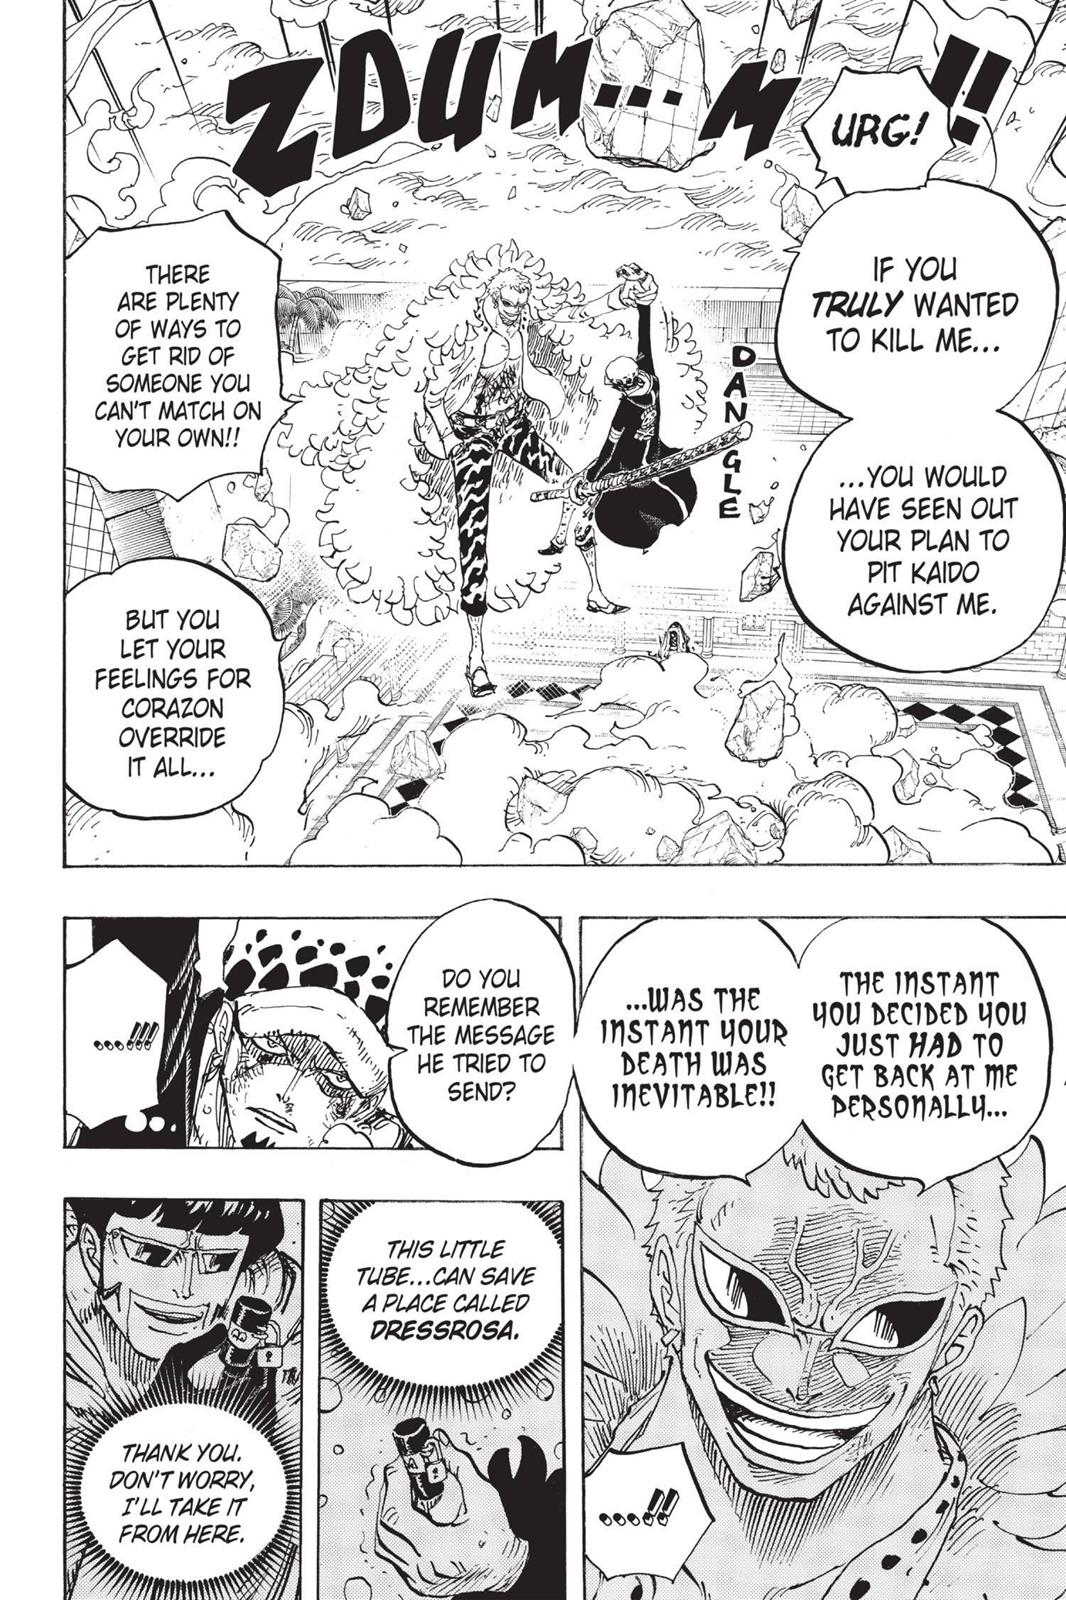 ZDUM...M!!
URG!
IF YOU
TRULY WANTED
TO KILL ME...
...YOU WOULD
HAVE SEEN OUT
YOUR PLAN TO
PIT KAIDO
AGAINST ME.
DANGLE
THERE
ARE PLENTY
OF WAYS TO
GET RID OF
SOMEONE YOU
CAN'T MATCH ON
YOUR OWN!!
BUT YOU
LET YOUR
FEELINGS FOR
CORAZON
OVERRIDE
IT ALL...
THE INSTANT
YOU DECIDED YOU
JUST HAD TO
GET BACK AT ME
PERSONALLY...
...WAS THE
INSTANT YOUR
DEATH WAS
INEVITABLE!!
....!!
DO YOU
REMEMBER
THE MESSAGE
HE TRIED TO
SEND?
....!!!
THIS LITTLE
TUBE...CAN SAVE
A PLACE CALLED
DRESSROSA.
THANK YOU.
DON'T WORRY,
I'LL TAKE IT
FROM HERE.